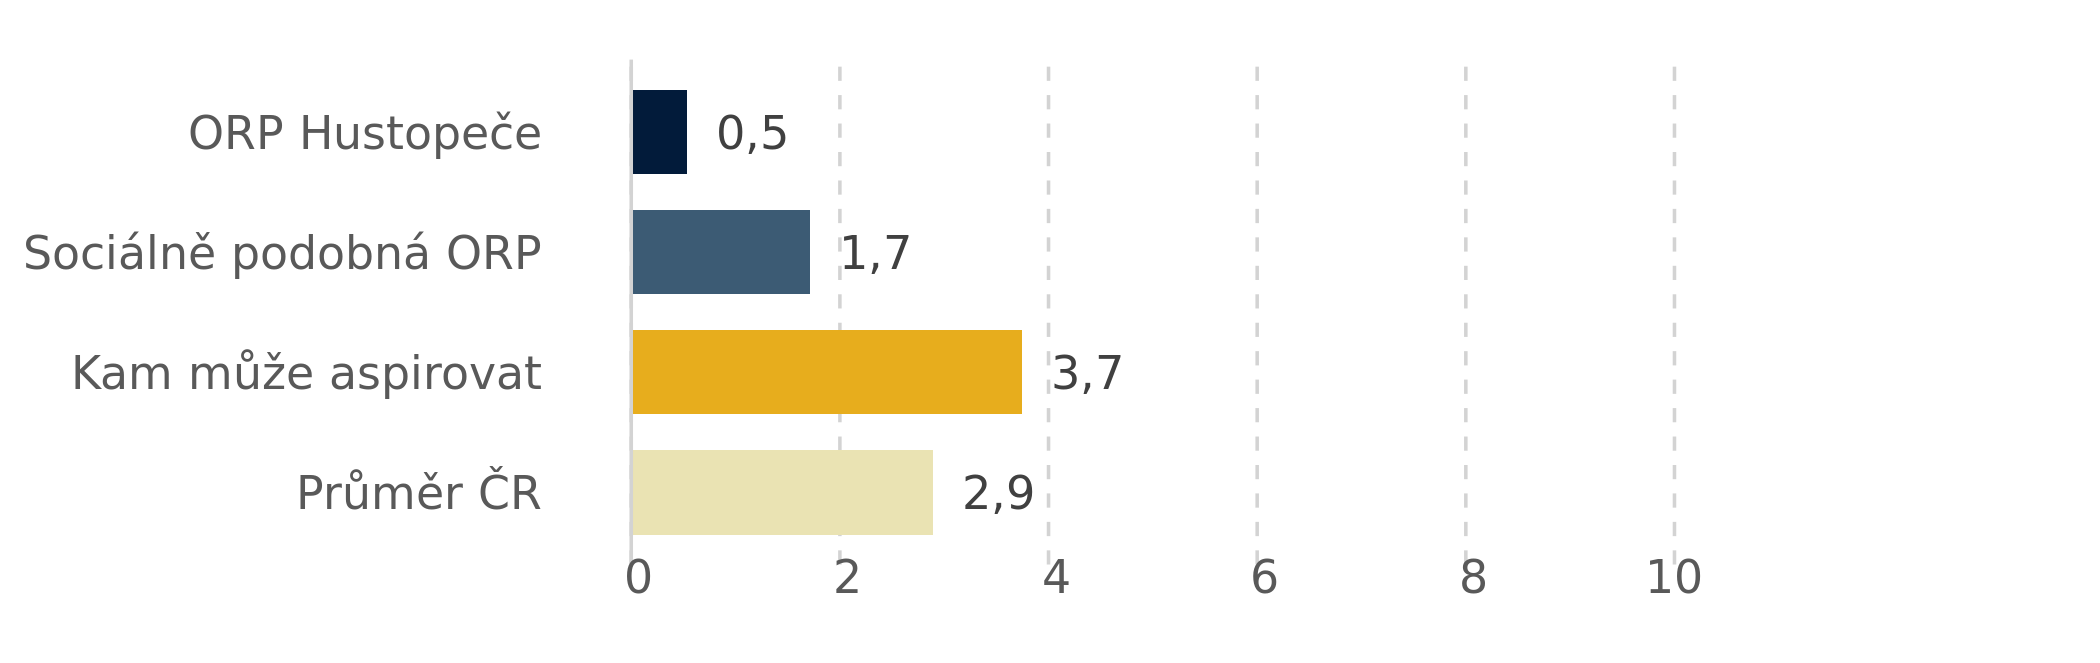 ORP Hustopeče 0,5
Sociálně podobná ORP 1,7
Kam může aspirovat 3,7
Průměr ČR 2,9
0 2 4 6 8 10